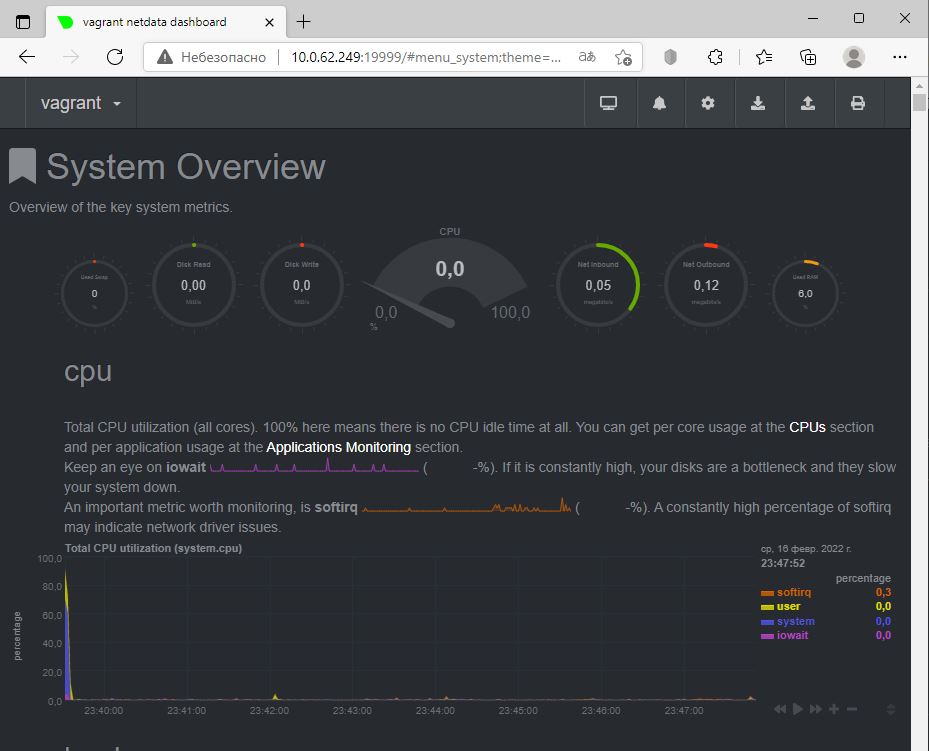 vagrant netdata dashboard
Небезопасно
10.0.62.249:19999/#menu_system;theme=...
aあ
vagrant
System Overview
Overview of the key system metrics.
CPU
Used Swap
0
%
Disk Read
0,00
MiB/s
Disk Write
0,0
MiB/s
0,0
0,0
100,0
%
Net Inbound
0,05
megabits/s
Net Outbound
0,12
megabits/s
Used RAM
6,0
%
cpu
Total CPU utilization (all cores). 100% here means there is no CPU idle time at all. You can get per core usage at the CPUs section
and per application usage at the Applications Monitoring section.
Keep an eye on iowait ( -%). If it is constantly high, your disks are a bottleneck and they slow
your system down.
An important metric worth monitoring, is softirq ( -%). A constantly high percentage of softirq
may indicate network driver issues.
Total CPU utilization (system.cpu)
ср, 16 февр. 2022 г.
23:47:52
percentage
softirq 0,3
user 0,0
system 0,0
iowait 0,0
percentage
100,0
80,0
60,0
40,0
20,0
0,0
23:40:00 23:41:00 23:42:00 23:43:00 23:44:00 23:45:00 23:46:00 23:47:00